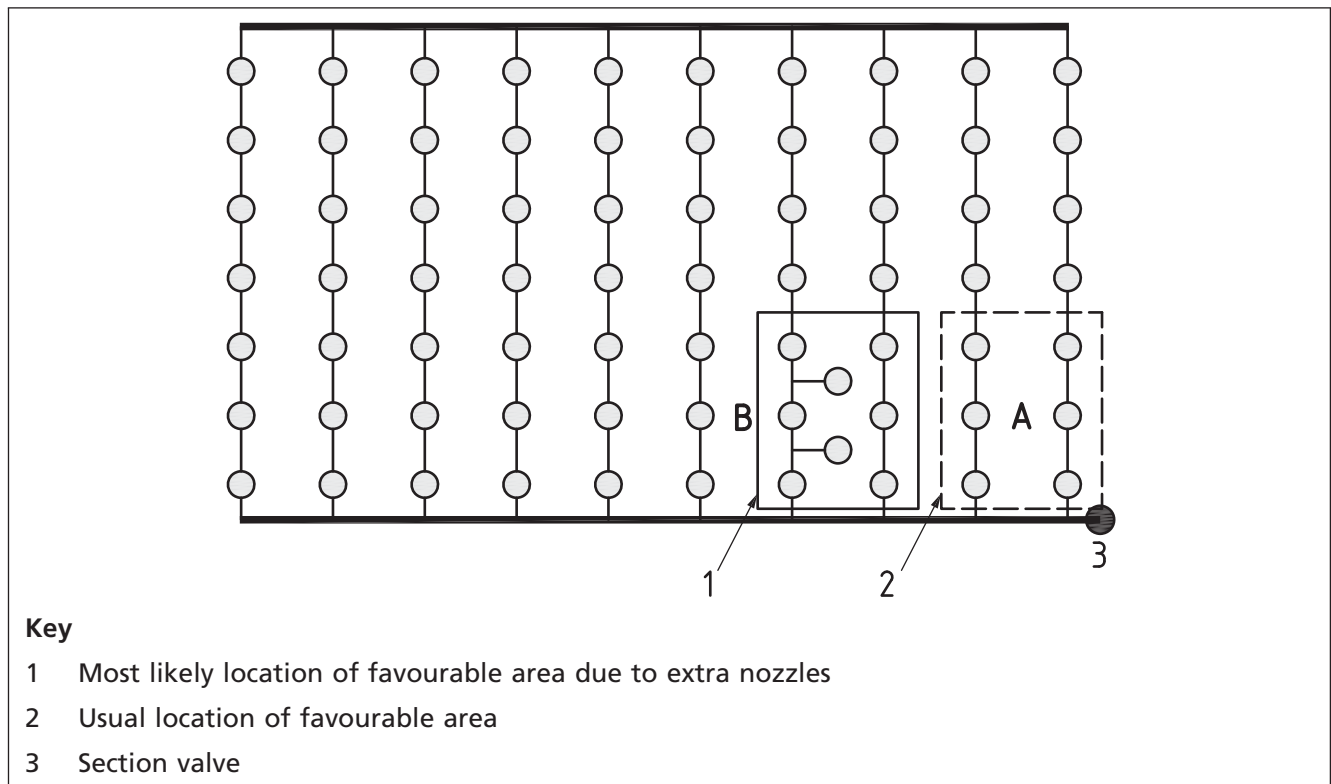 B
A
1
2
3
Key
1 Most likely location of favourable area due to extra nozzles
2 Usual location of favourable area
3 Section valve